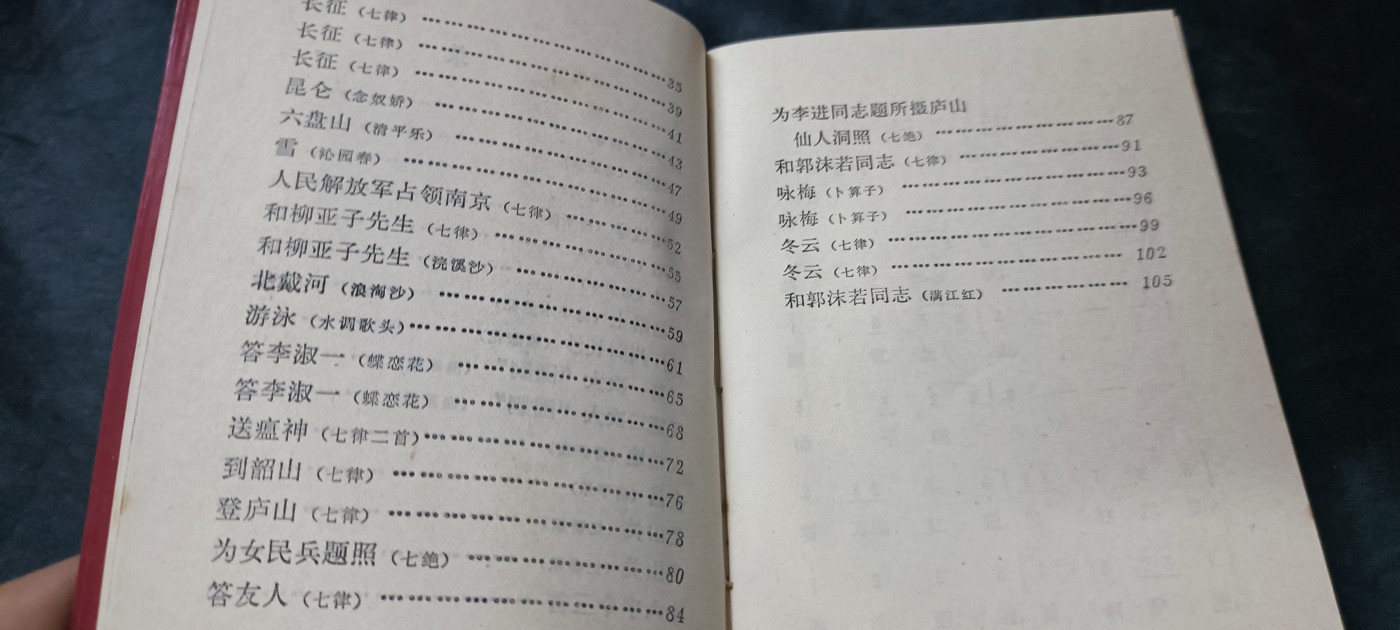 长征（七律）………………………………35
长征（七律）………………………………39
长征（七律）………………………………41
昆仑（念奴娇）……………………………43
六盘山（清平乐）…………………………47
雪（沁园春）………………………………49
人民解放军占领南京（七律）……………52
和柳亚子先生（七律）……………………55
和柳亚子先生（浣溪沙）…………………57
北戴河（浪淘沙）…………………………59
游泳（水调歌头）…………………………61
答李淑一（蝶恋花）………………………65
答李淑一（蝶恋花）………………………68
送瘟神（七律二首）………………………72
到韶山（七律）……………………………76
登庐山（七律）……………………………78
为女民兵题照（七绝）……………………80
答友人（七律）……………………………84
为李进同志题所摄庐山
仙人洞照（七绝）…………………………87
和郭沫若同志（七律）……………………91
咏梅（卜算子）……………………………93
咏梅（卜算子）……………………………96
冬云（七律）………………………………99
冬云（七律）………………………………102
和郭沫若同志（满江红）…………………105